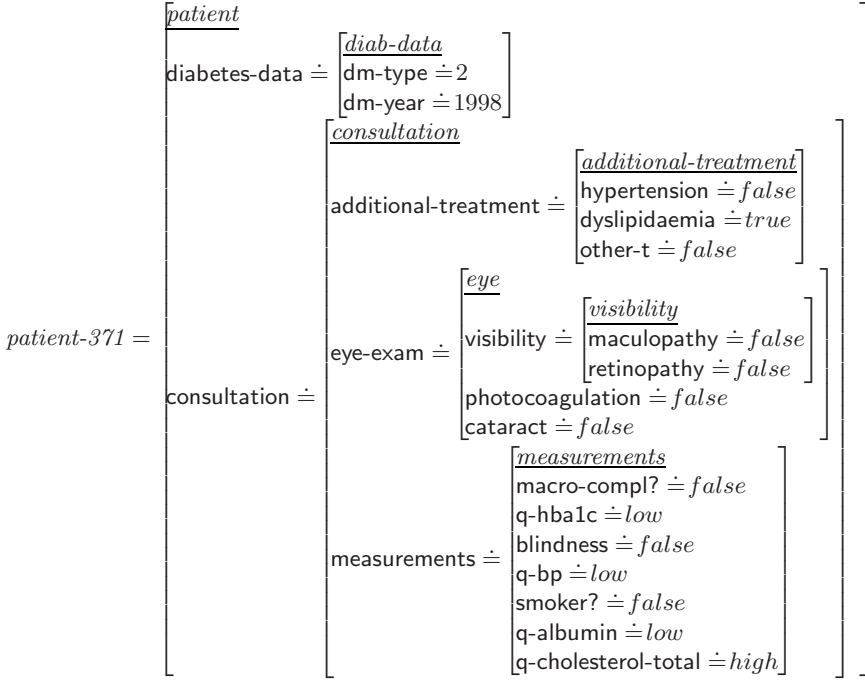 patient
diab-data
diabetes-data ≐ dm-type ≐ 2
dm-year ≐ 1998
consultation
additional-treatment
hypertension ≐ false
additional-treatment ≐ dyslipidaemia ≐ true
other-t ≐ false
eye
visibility
patient-371 = eye-exam ≐ visibility ≐ maculopathy ≐ false
retinopathy ≐ false
consultation ≐ photocoagulation ≐ false
cataract ≐ false
measurements
macro-compl? ≐ false
q-hba1c ≐ low
blindness ≐ false
measurements ≐ q-bp ≐ low
smoker? ≐ false
q-albumin ≐ low
q-cholesterol-total ≐ high